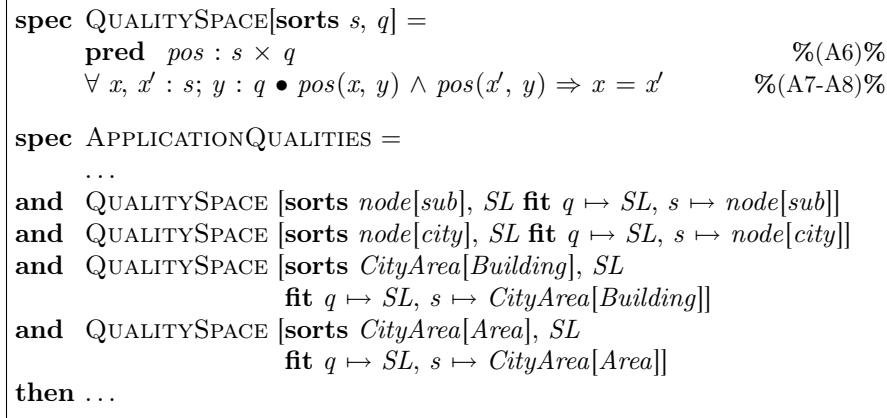 spec QualitySpace[sorts s, q] =
pred pos : s × q %(A6)%
∀ x, x′ : s; y : q • pos(x, y) ∧ pos(x′, y) ⇒ x = x′ %(A7-A8)%
spec ApplicationQualities =
...
and QualitySpace [sorts node[sub], SL fit q ↦ SL, s ↦ node[sub]]
and QualitySpace [sorts node[city], SL fit q ↦ SL, s ↦ node[city]]
and QualitySpace [sorts CityArea[Building], SL
fit q ↦ SL, s ↦ CityArea[Building]]
and QualitySpace [sorts CityArea[Area], SL
fit q ↦ SL, s ↦ CityArea[Area]]
then ...